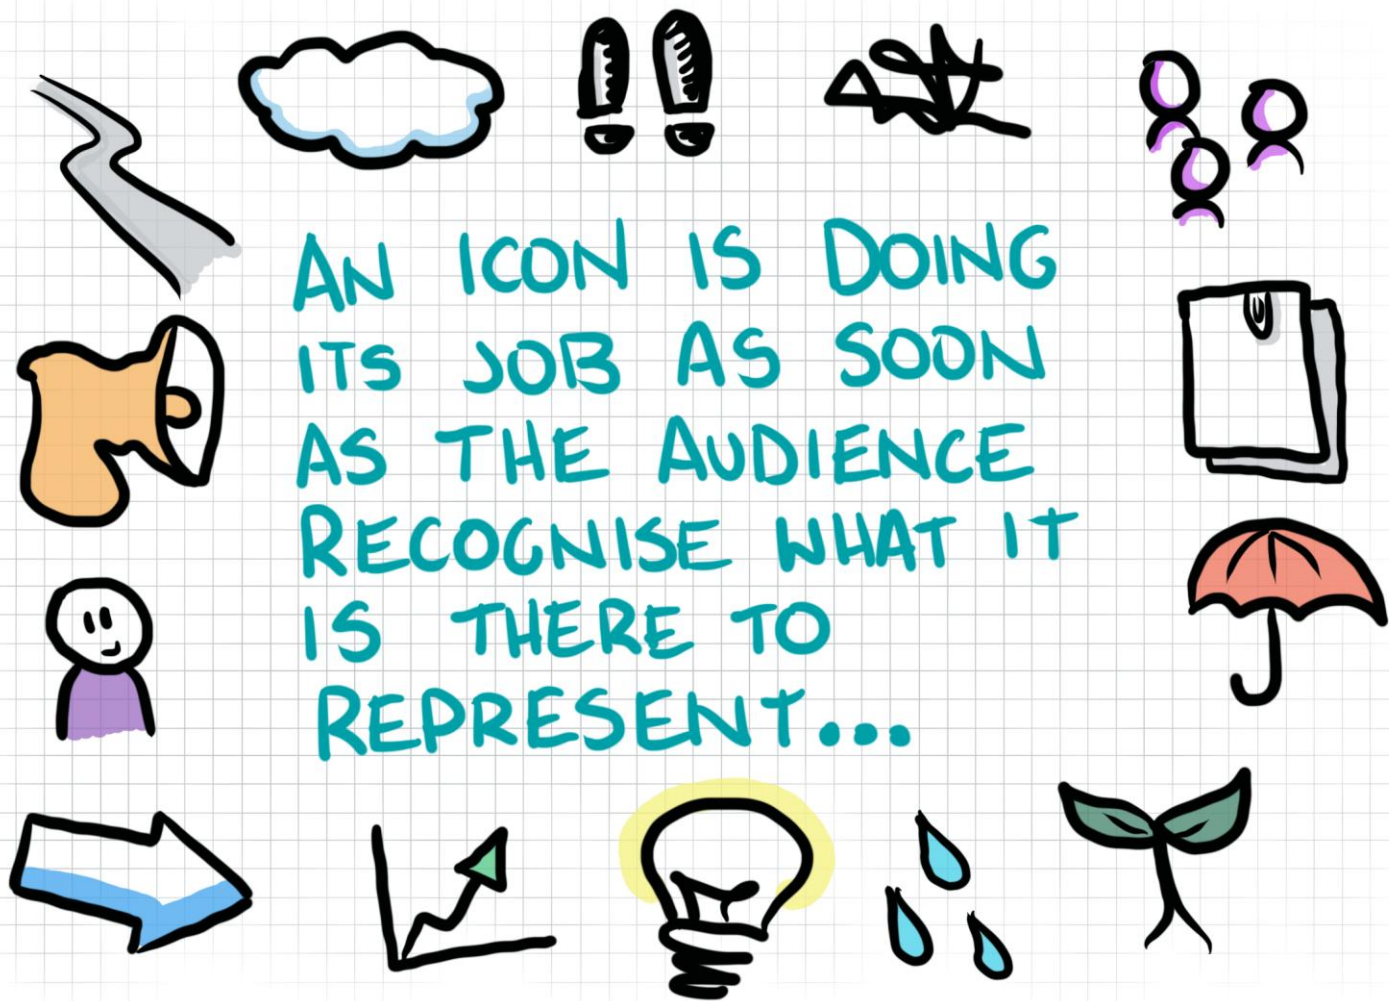 AN ICON IS DOING
ITS JOB AS SOON
AS THE AUDIENCE
RECOGNISE WHAT IT
IS THERE TO
REPRESENT...